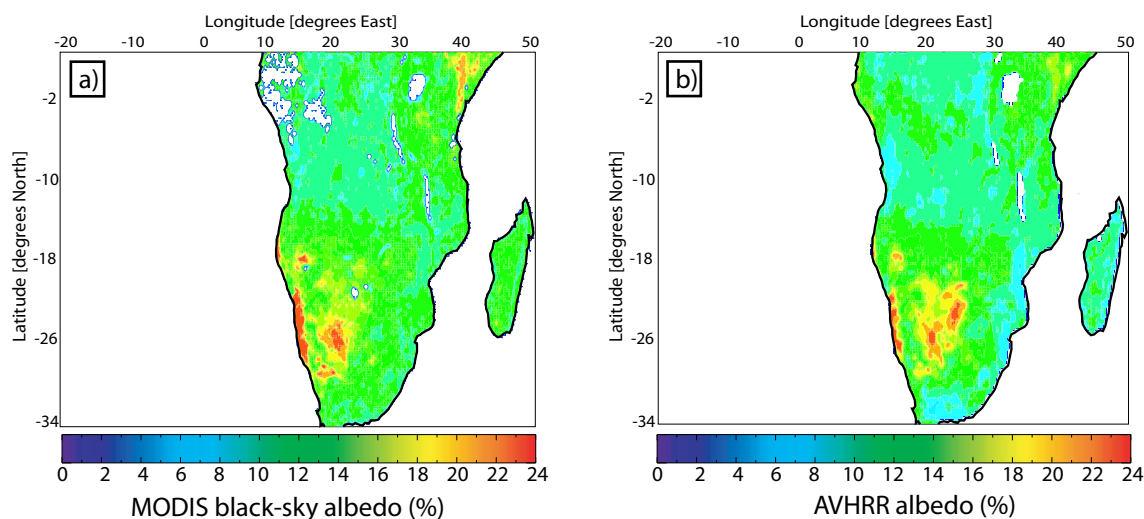 Longitude [degrees East]
-20 -10 0 10 20 30 40 50
a)
Latitude [degrees North]
-2
-10
-18
-26
-34
0 2 4 6 8 10 12 14 16 18 20 22 24
MODIS black-sky albedo (%)
Longitude [degrees East]
-20 -10 0 10 20 30 40 50
b)
Latitude [degrees North]
-2
-10
-18
-26
-34
0 2 4 6 8 10 12 14 16 18 20 22 24
AVHRR albedo (%)